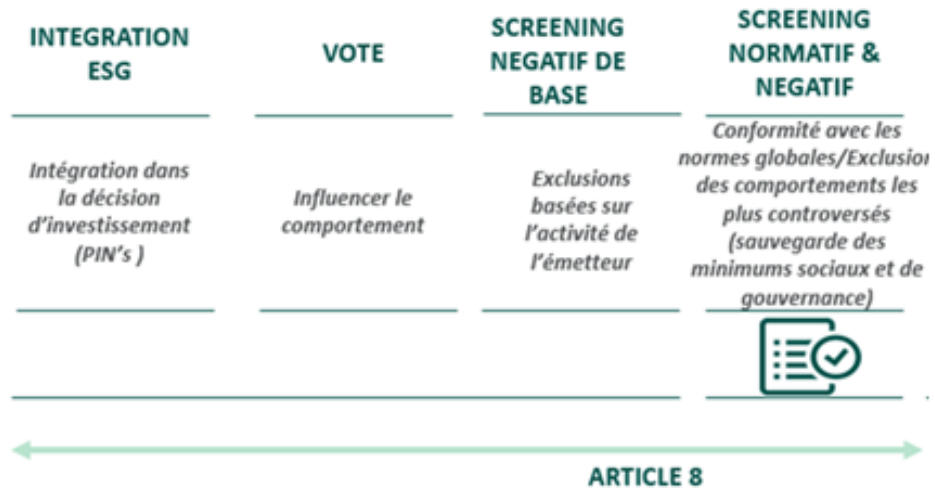 INTEGRATION
ESG
VOTE
SCREENING
NEGATIF DE
BASE
SCREENING
NORMATIF &
NEGATIF
Intégration dans
la décision
d'investissement
(PIN's )
Influencer le
comportement
Exclusions
basées sur
l'activité de
l'émetteur
Conformité avec les
normes globales/Exclusion
des comportements les
plus controversés
(sauvegarde des
minimums sociaux et de
gouvernance)
ARTICLE 8